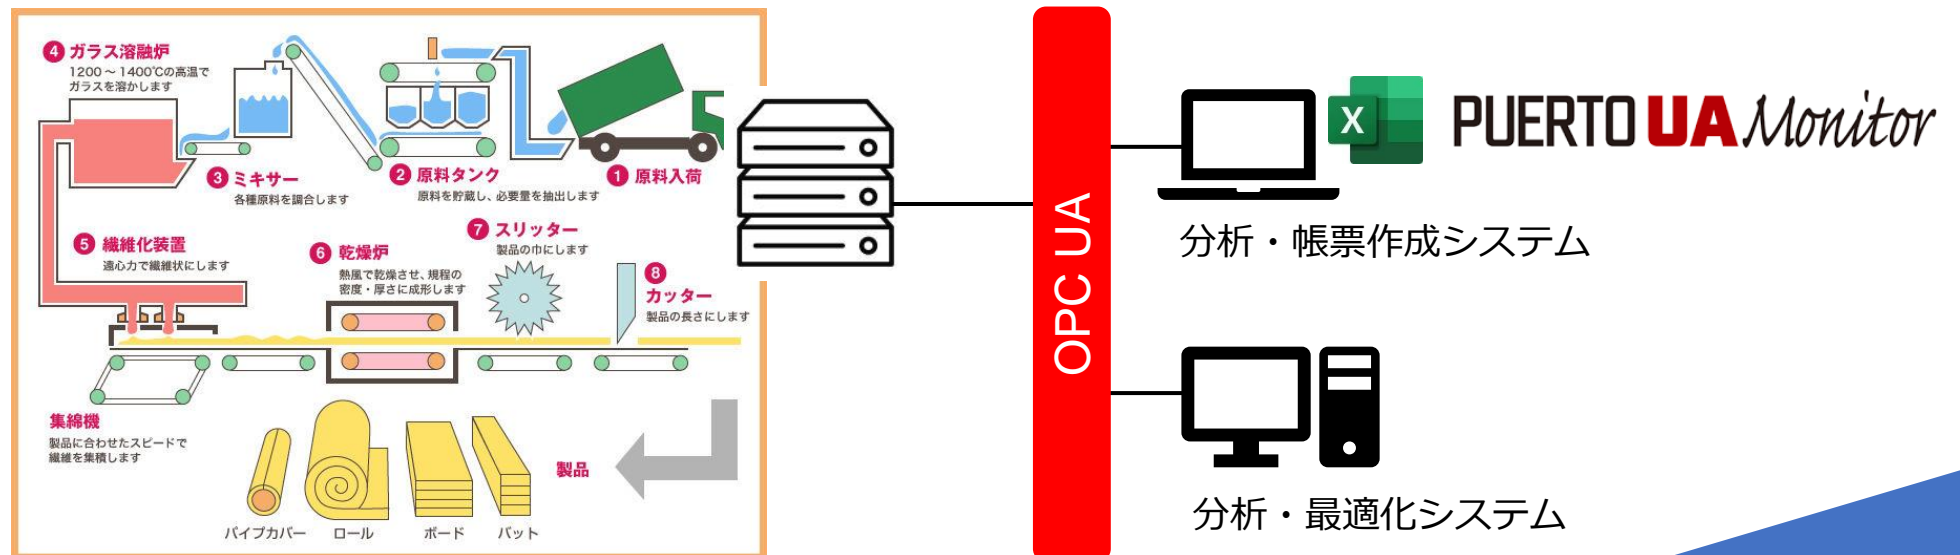 4 ガラス溶融炉
1200～1400℃の高温で
ガラスを溶かします
3 ミキサー
各種原料を調合します
2 原料タンク
原料を貯蔵し、必要量を抽出します
1 原料入荷
5 繊維化装置
遠心力で繊維状にします
6 乾燥炉
熱風で乾燥させ、規程の
密度・厚さに成形します
7 スリッター
製品の巾にします
8
カッター
製品の長さにします
集綿機
製品に合わせたスピードで
繊維を集積します
製品
パイプカバー
ロール
ボード
バット
OPC UA
X
PUERTO UA Monitor
分析・帳票作成システム
分析・最適化システム